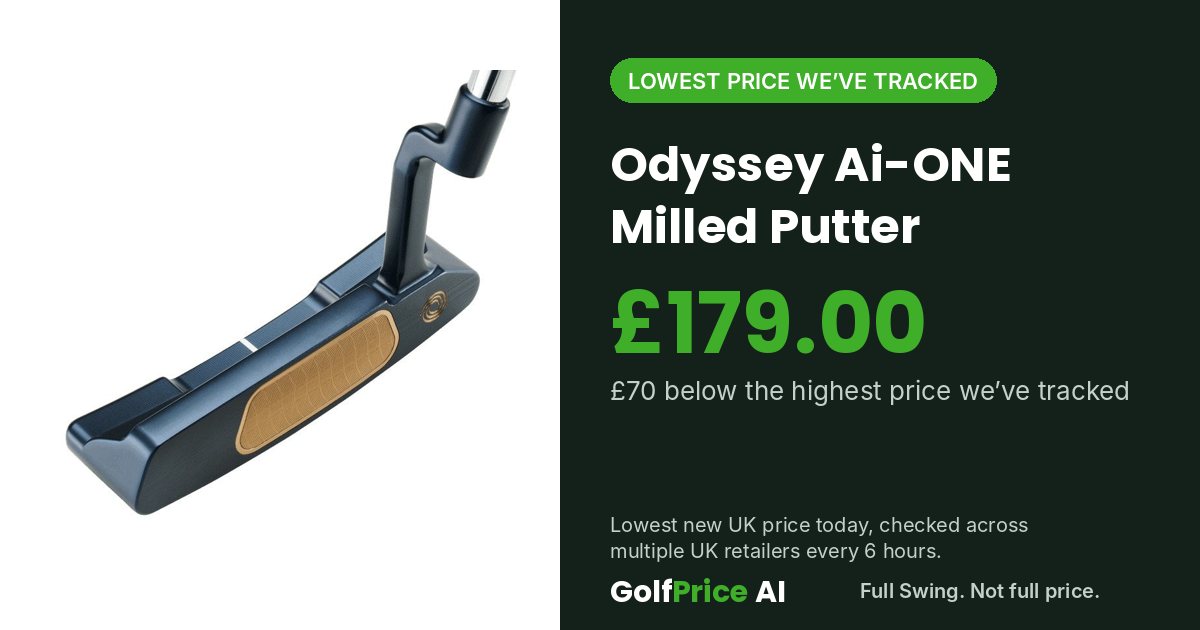 LOWEST PRICE WE’VE TRACKED
Odyssey Ai-ONE
Milled Putter
£179.00
£70 below the highest price we’ve tracked
Lowest new UK price today, checked across
multiple UK retailers every 6 hours.
GolfPrice AI
Full Swing. Not full price.